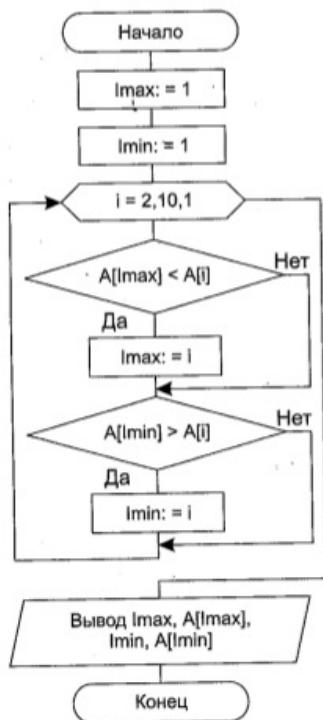 Начало
Imax: = 1
Imin: = 1
i = 2,10,1
A[Imax] < A[i]
Нет
Да
Imax: = i
A[Imin] > A[i]
Нет
Да
Imin: = i
Вывод Imax, A[Imax],
Imin, A[Imin]
Конец